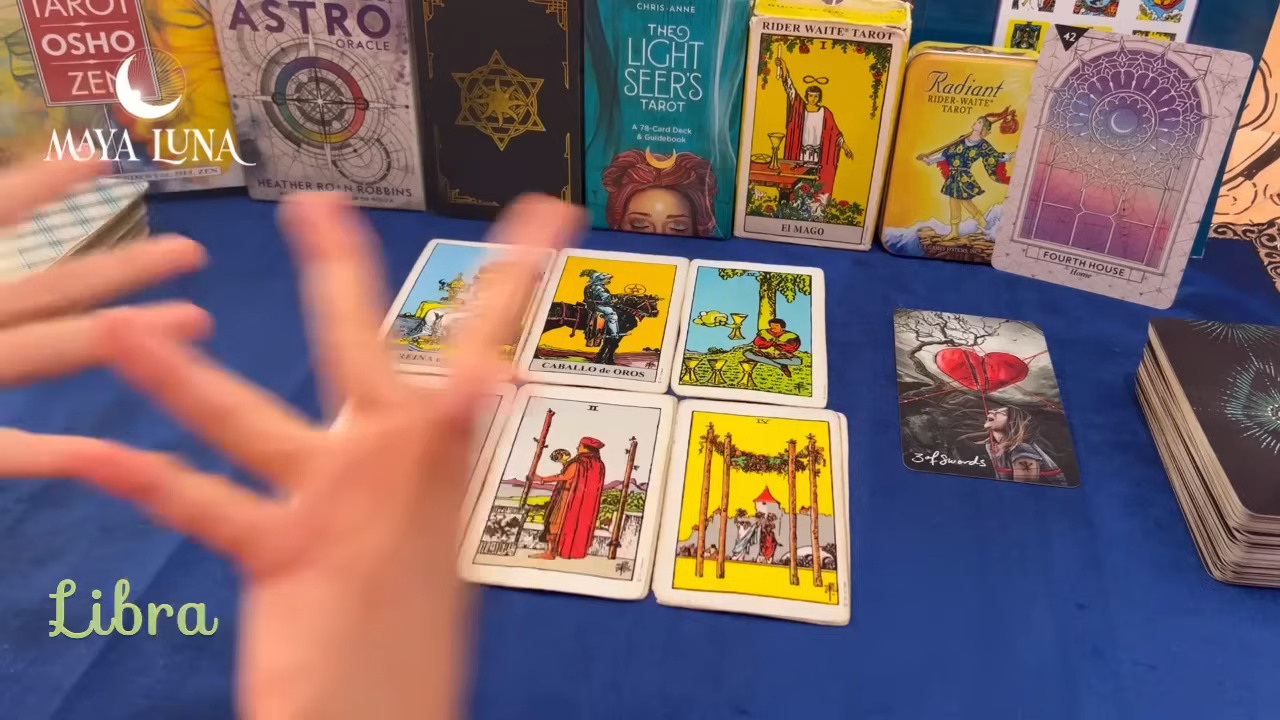 TAROT
OSHO
ZEN
MAYA LUNA
ASTRO
ORACLE
HEATHER ROAN ROBBINS
CHRIS-ANNE
THE
LIGHT
SEER'S
TAROT
A 78-Card Deck
& Guidebook
RIDER WAITE TAROT
EL MAGO
Radiant
RIDER-WAITE
TAROT
42
FOURTH HOUSE
Home
REINA
CABALLO de OROS
IV
II
IV
3 of Swords
Libra